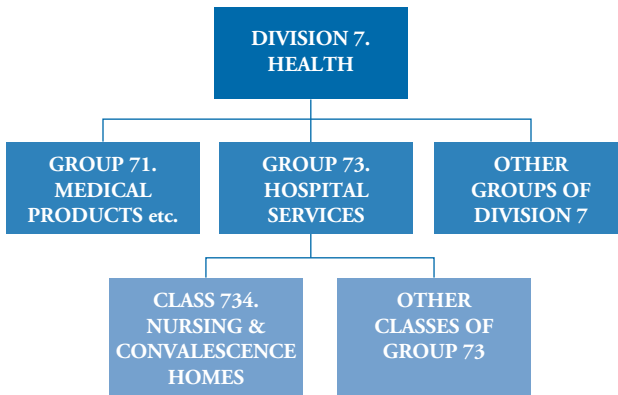 DIVISION 7.
HEALTH
GROUP 71.
MEDICAL
PRODUCTS etc.
GROUP 73.
HOSPITAL
SERVICES
OTHER
GROUPS OF
DIVISION 7
CLASS 734.
NURSING &
CONVALESCENCE
HOMES
OTHER
CLASSES OF
GROUP 73